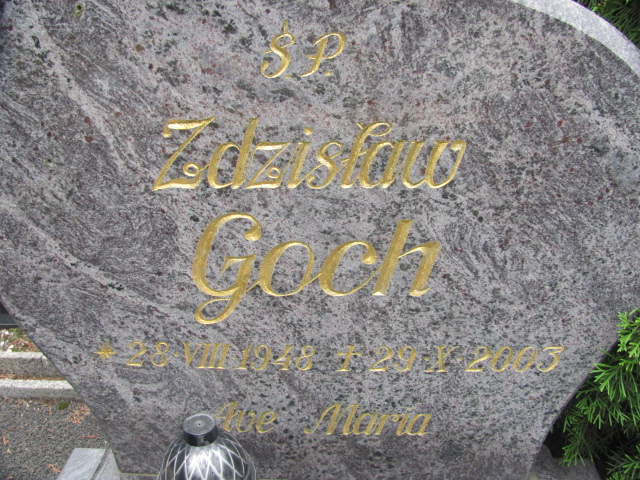 Ś.P.
Zdzisław
Goch
* 28·VIII 1948 † 29·X 2003
Ave Maria